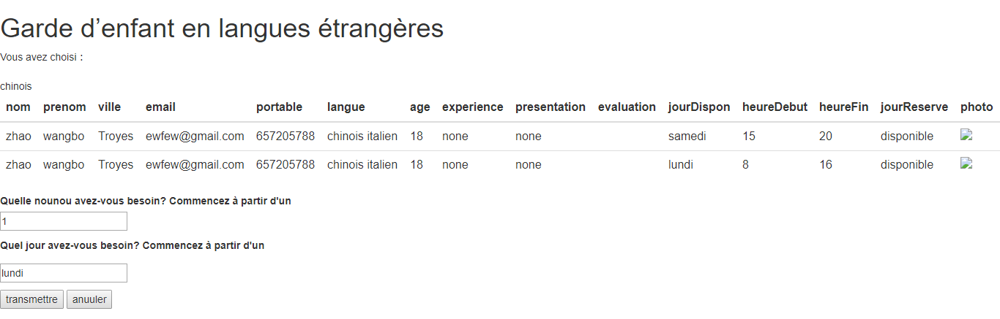 Garde d’enfant en langues étrangères
Vous avez choisi :
chinois
nom prenom ville email portable langue age experience presentation evaluation jourDispon heureDebut heureFin jourReserve photo
zhao wangbo Troyes ewfew@gmail.com 657205788 chinois italien 18 none none samedi 15 20 disponible
zhao wangbo Troyes ewfew@gmail.com 657205788 chinois italien 18 none none lundi 8 16 disponible
Quelle nounou avez-vous besoin? Commencez à partir d'un
1
Quel jour avez-vous besoin? Commencez à partir d'un
lundi
transmettre anuuler